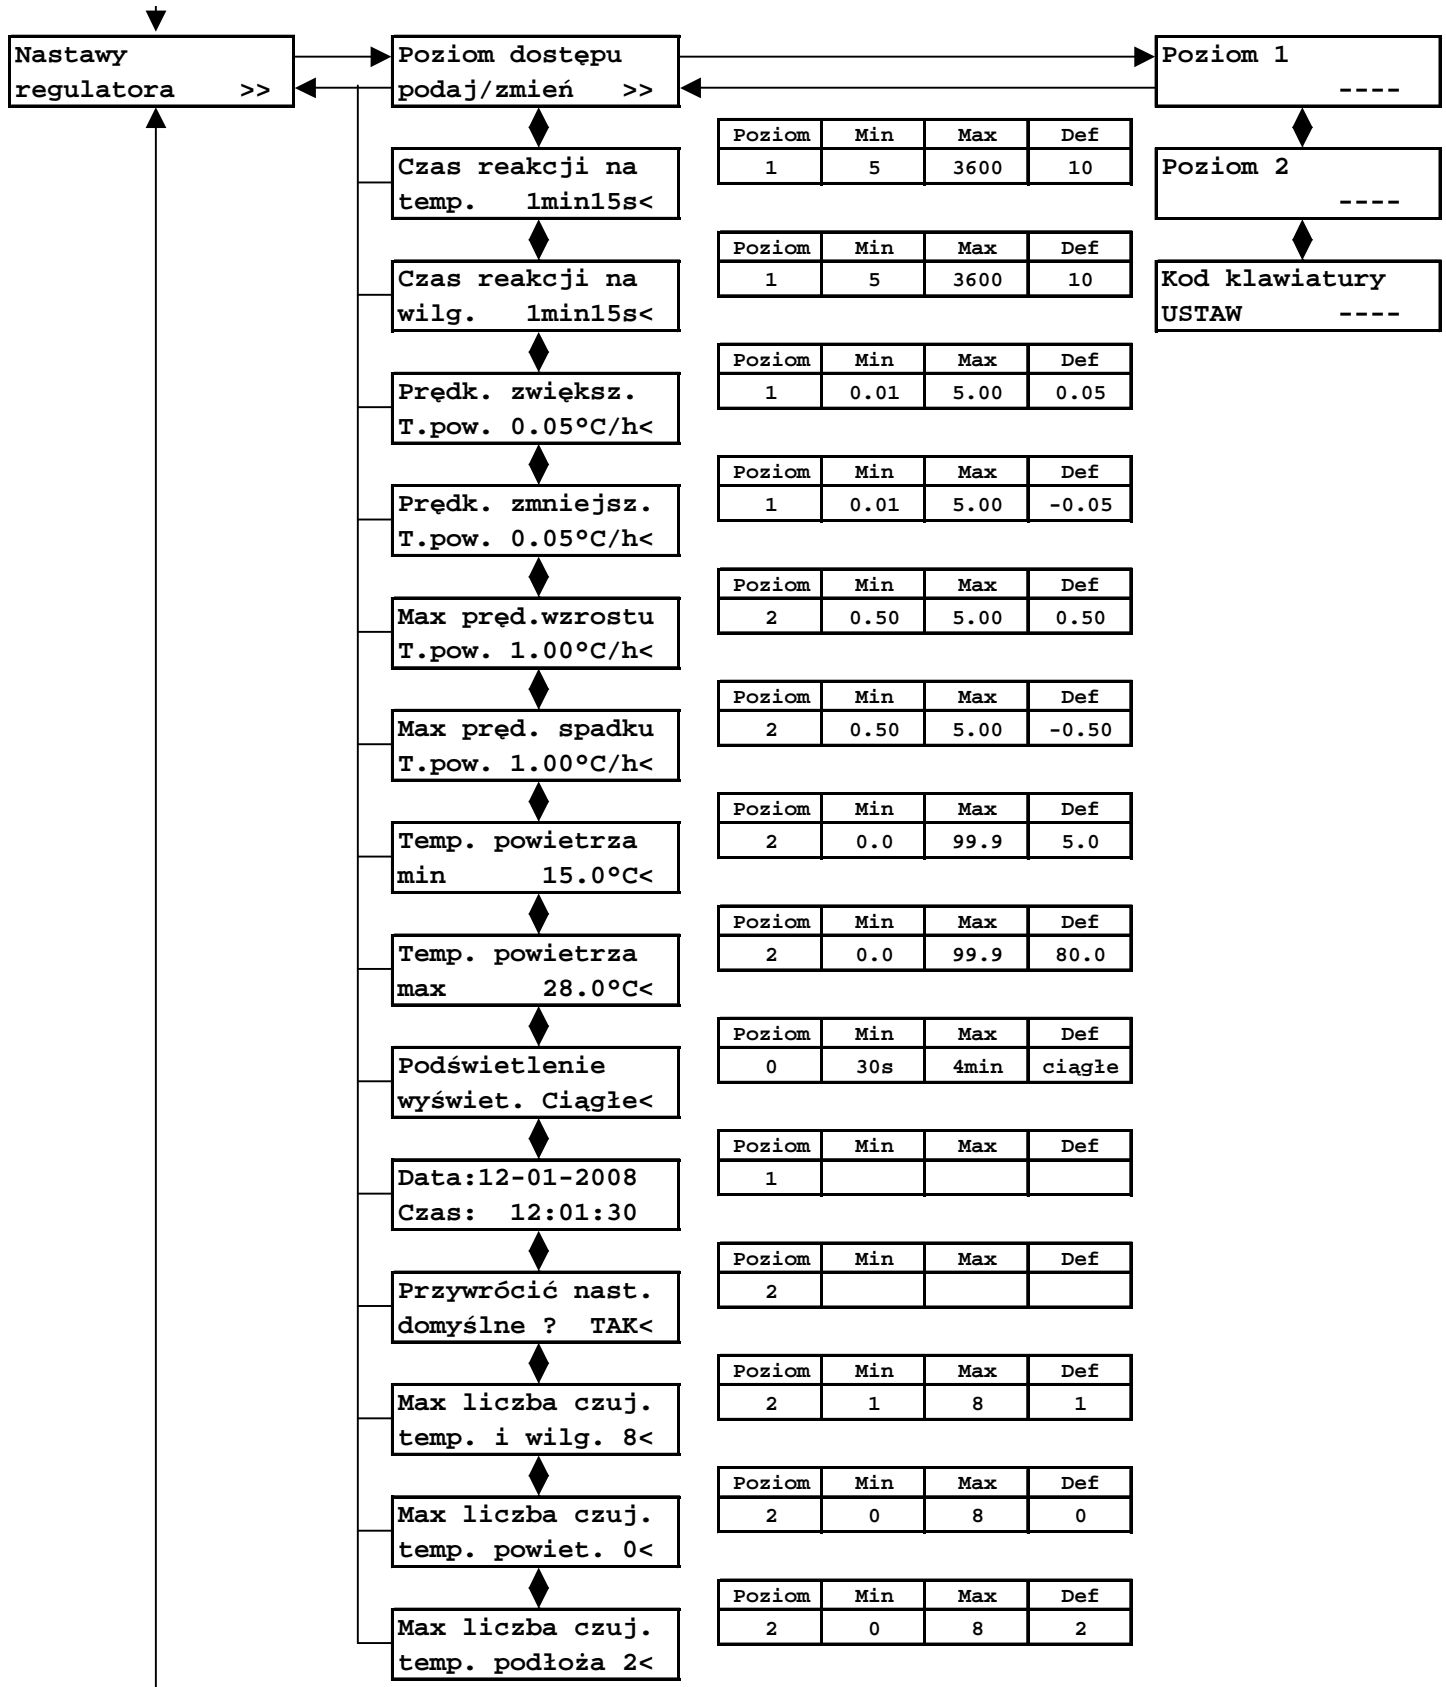 Nastawy
regulatora >>
Poziom dostępu
podaj/zmień >>
Poziom 1
----
Poziom Min Max Def
1 5 3600 10
Czas reakcji na
temp. 1min15s<
Poziom 2
----
Poziom Min Max Def
1 5 3600 10
Czas reakcji na
wilg. 1min15s<
Kod klawiatury
USTAW ----
Poziom Min Max Def
1 0.01 5.00 0.05
Prędk. zwiększ.
T.pow. 0.05°C/h<
Poziom Min Max Def
1 0.01 5.00 -0.05
Prędk. zmniejsz.
T.pow. 0.05°C/h<
Poziom Min Max Def
2 0.50 5.00 0.50
Max pręd.wzrostu
T.pow. 1.00°C/h<
Poziom Min Max Def
2 0.50 5.00 -0.50
Max pręd. spadku
T.pow. 1.00°C/h<
Poziom Min Max Def
2 0.0 99.9 5.0
Temp. powietrza
min 15.0°C<
Poziom Min Max Def
2 0.0 99.9 80.0
Temp. powietrza
max 28.0°C<
Poziom Min Max Def
0 30s 4min ciągłe
Podświetlenie
wyświet. Ciągłe<
Poziom Min Max Def
1
Data:12-01-2008
Czas: 12:01:30
Poziom Min Max Def
2
Przywrócić nast.
domyślne ? TAK<
Poziom Min Max Def
2 1 8 1
Max liczba czuj.
temp. i wilg. 8<
Poziom Min Max Def
2 0 8 0
Max liczba czuj.
temp. powiet. 0<
Poziom Min Max Def
2 0 8 2
Max liczba czuj.
temp. podłoża 2<